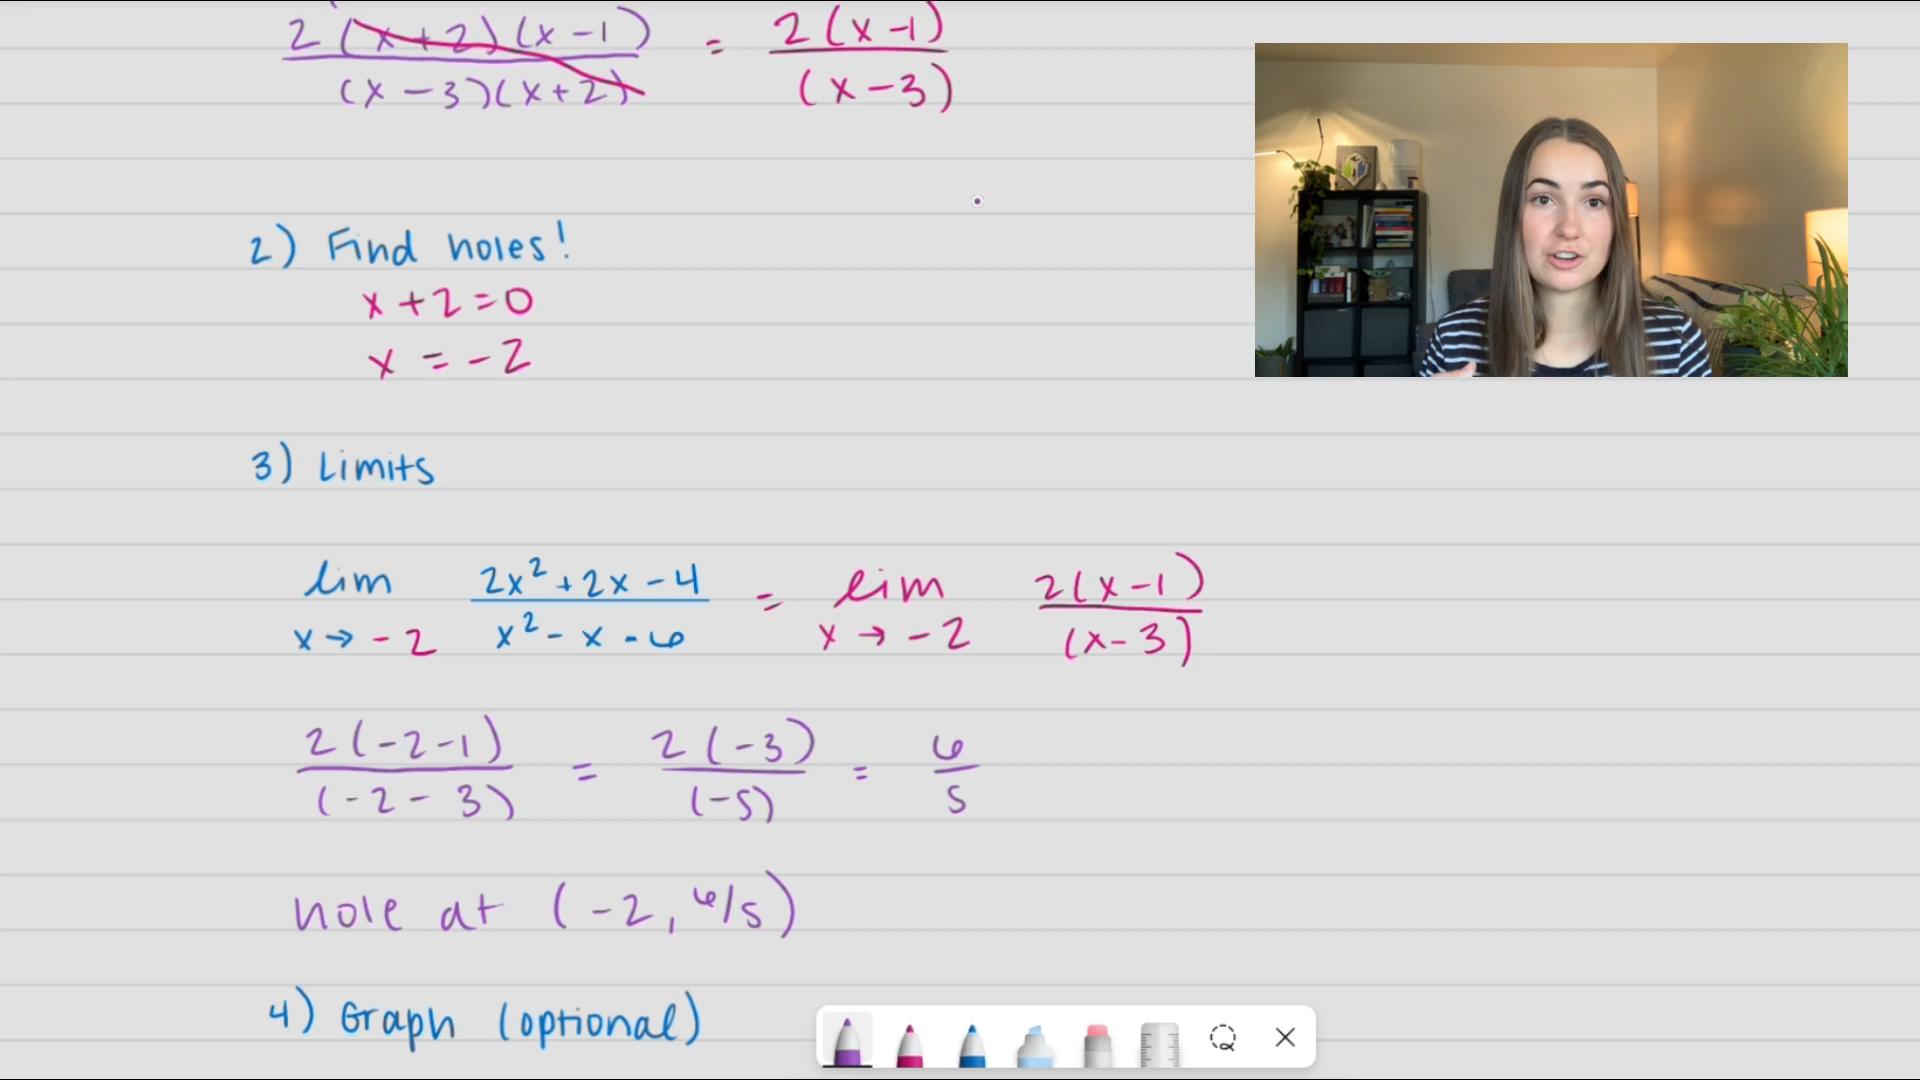 2(x+2)(x-1)/(x-3)(x+2) = 2(x-1)/(x-3)
2) Find holes!
x+2=0
x = -2
3) Limits
lim x→-2 2x²+2x-4/x²-x-6 = lim x→-2 2(x-1)/(x-3)
2(-2-1)/(-2-3) = 2(-3)/(-5) = 6/5
hole at (-2, 6/5)
4) Graph (optional)